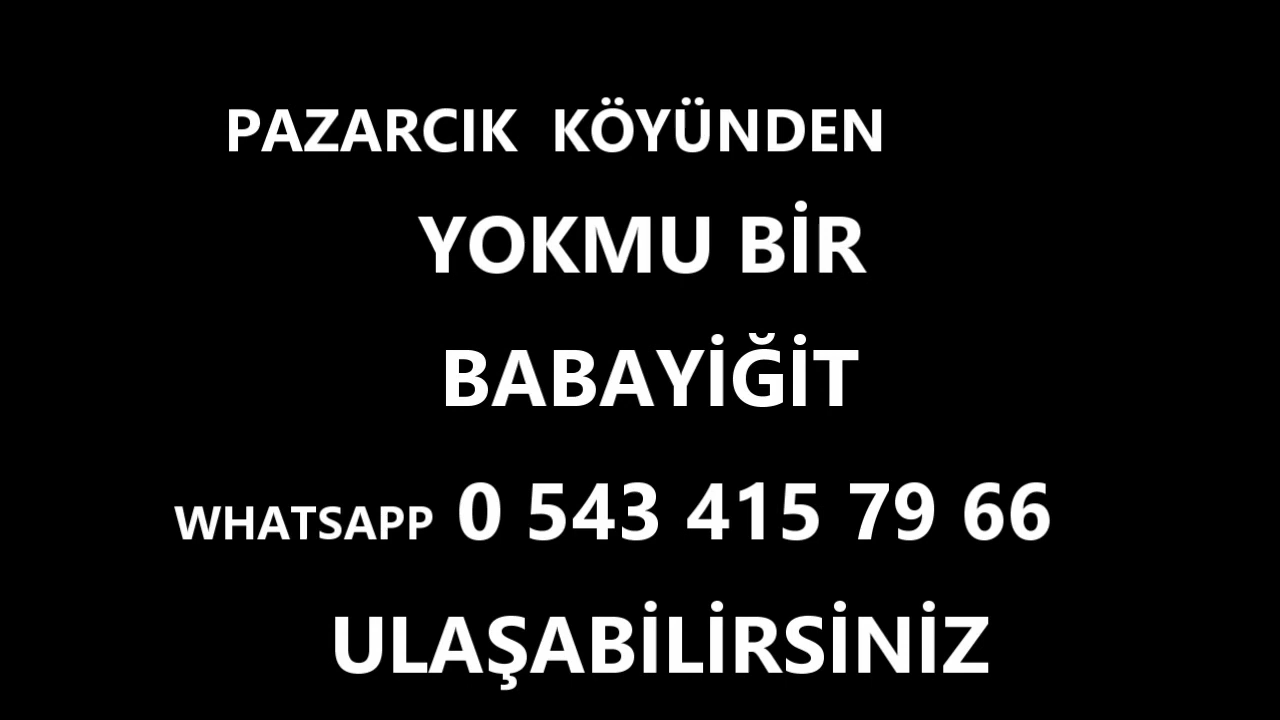 PAZARCIK KÖYÜNDEN
YOKMU BİR
BABAYİĞİT
WHATSAPP 0 543 415 79 66
ULAŞABİLİRSİNİZ